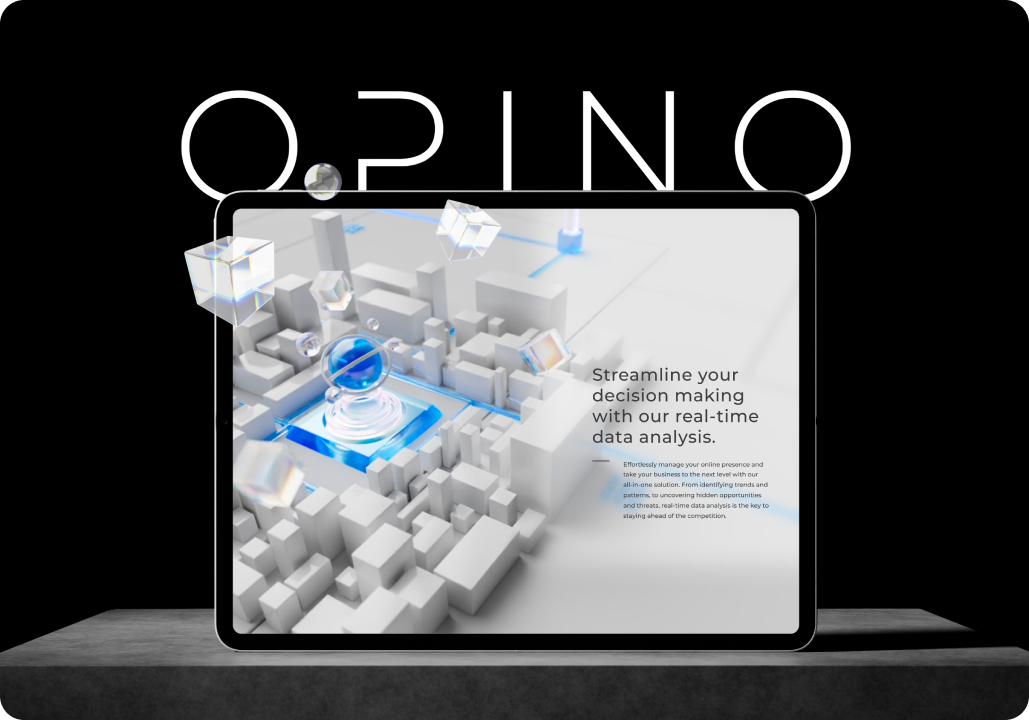 OPINO
Streamline your
decision making
with our real-time
data analysis.
Effortlessly manage your online presence and
take your business to the next level with our
all-in-one solution. From identifying trends and
patterns, to uncovering hidden opportunities
and threats, real-time data analysis is the key to
staying ahead of the competition.